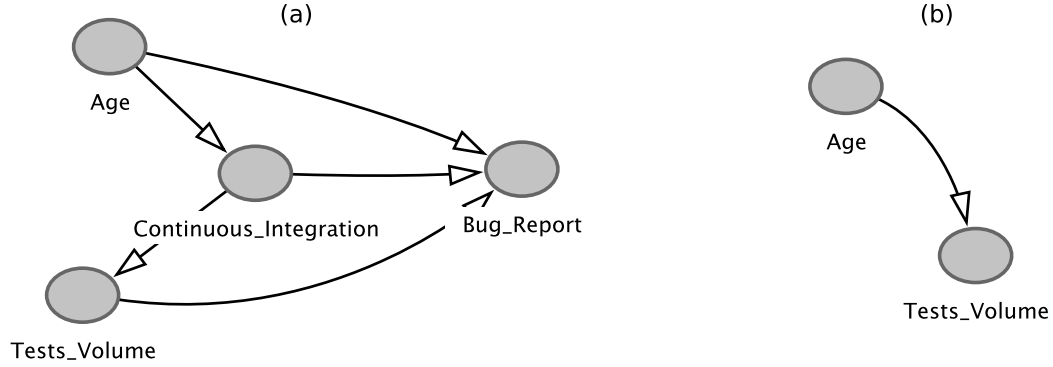 (a)
(b)
Age
Age
Continuous_Integration
Bug_Report
Tests_Volume
Tests_Volume